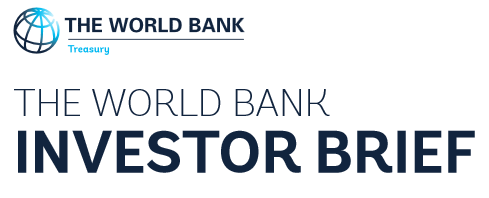 THE WORLD BANK
Treasury
THE WORLD BANK
INVESTOR BRIEF